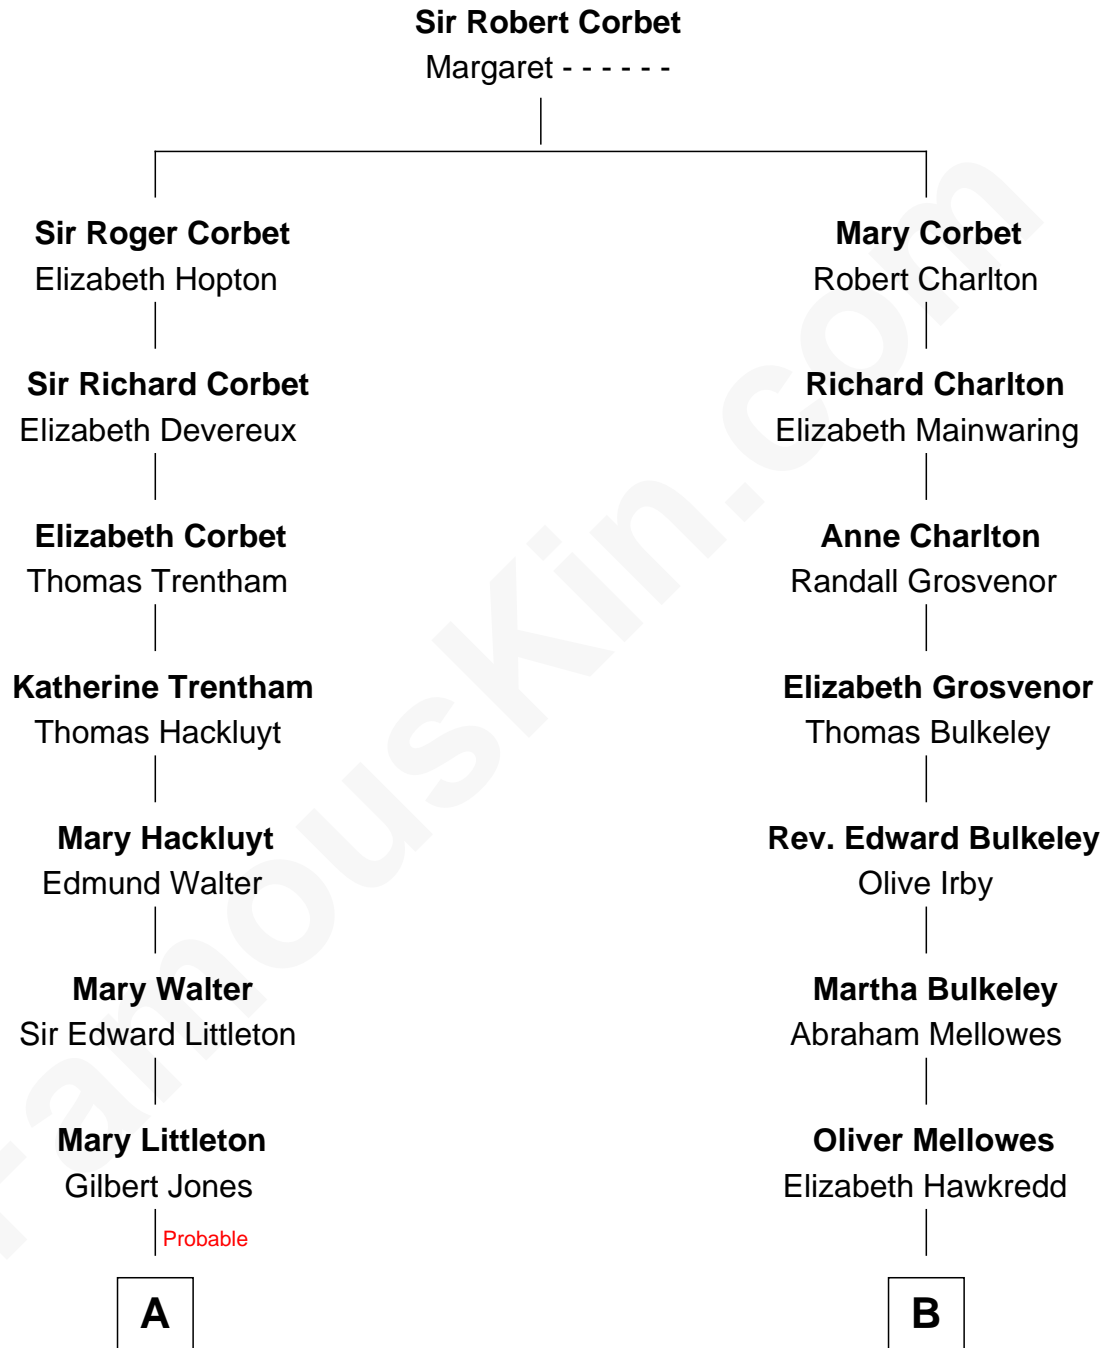 Sir Robert Corbet
Margaret - - - - - -
Sir Roger Corbet
Elizabeth Hopton
Mary Corbet
Robert Charlton
Sir Richard Corbet
Elizabeth Devereux
Richard Charlton
Elizabeth Mainwaring
Elizabeth Corbet
Thomas Trentham
Anne Charlton
Randall Grosvenor
Katherine Trentham
Thomas Hackluyt
Elizabeth Grosvenor
Thomas Bulkeley
Mary Hackluyt
Edmund Walter
Rev. Edward Bulkeley
Olive Irby
Mary Walter
Sir Edward Littleton
Martha Bulkeley
Abraham Mellowes
Mary Littleton
Gilbert Jones
Oliver Mellowes
Elizabeth Hawkredd
Probable
A
B
FamousKin.com